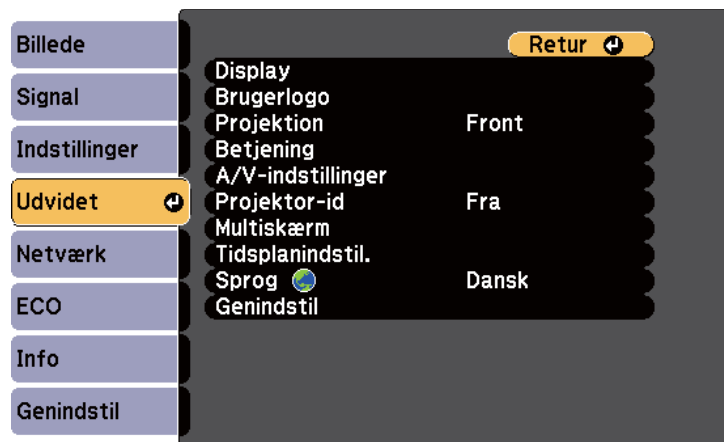 Billede
Signal
Indstillinger
Udvidet
Netværk
ECO
Info
Genindstil
Retur
Display
Brugerlogo
Projektion Front
Betjening
A/V-indstillinger
Projektor-id Fra
Multiskærm
Tidsplanindstil.
Sprog Dansk
Genindstil